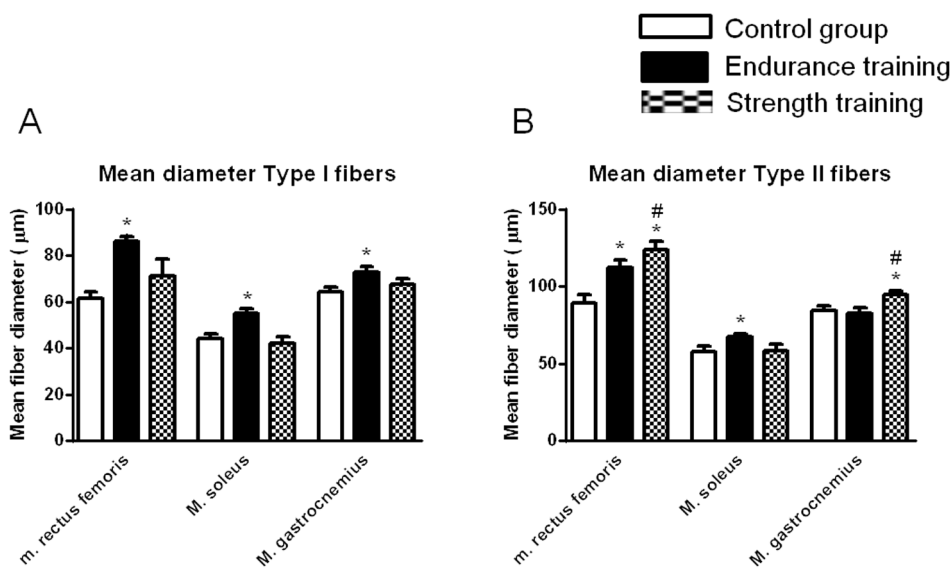 Control group
Endurance training
Strength training
A
Mean diameter Type I fibers
Mean fiber diameter ( μm)
100
80
60
40
20
0
*
*
*
m. rectus femoris
M. soleus
M. gastrocnemius
B
Mean diameter Type II fibers
Mean fiber diameter ( μm)
150
100
50
0
*
#
*
*
#
*
m. rectus femoris
M. soleus
M. gastrocnemius